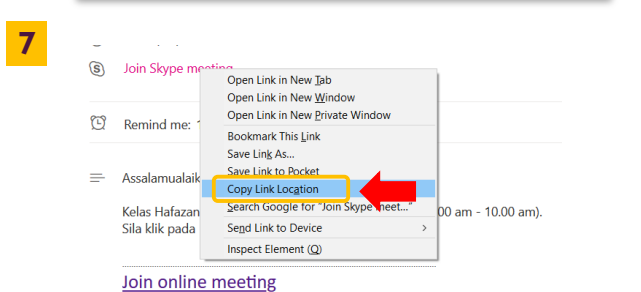 7
Join Skype meeting
Open Link in New Tab
Open Link in New Window
Open Link in New Private Window
Remind me:
Bookmark This Link
Save Link As...
Save Link to Pocket
Assalamualaik
Copy Link Location
Search Google for "Join Skype meet..."
Kelas Hafazan
00 am - 10.00 am).
Sila klik pada
Send Link to Device
Inspect Element (Q)
Join online meeting